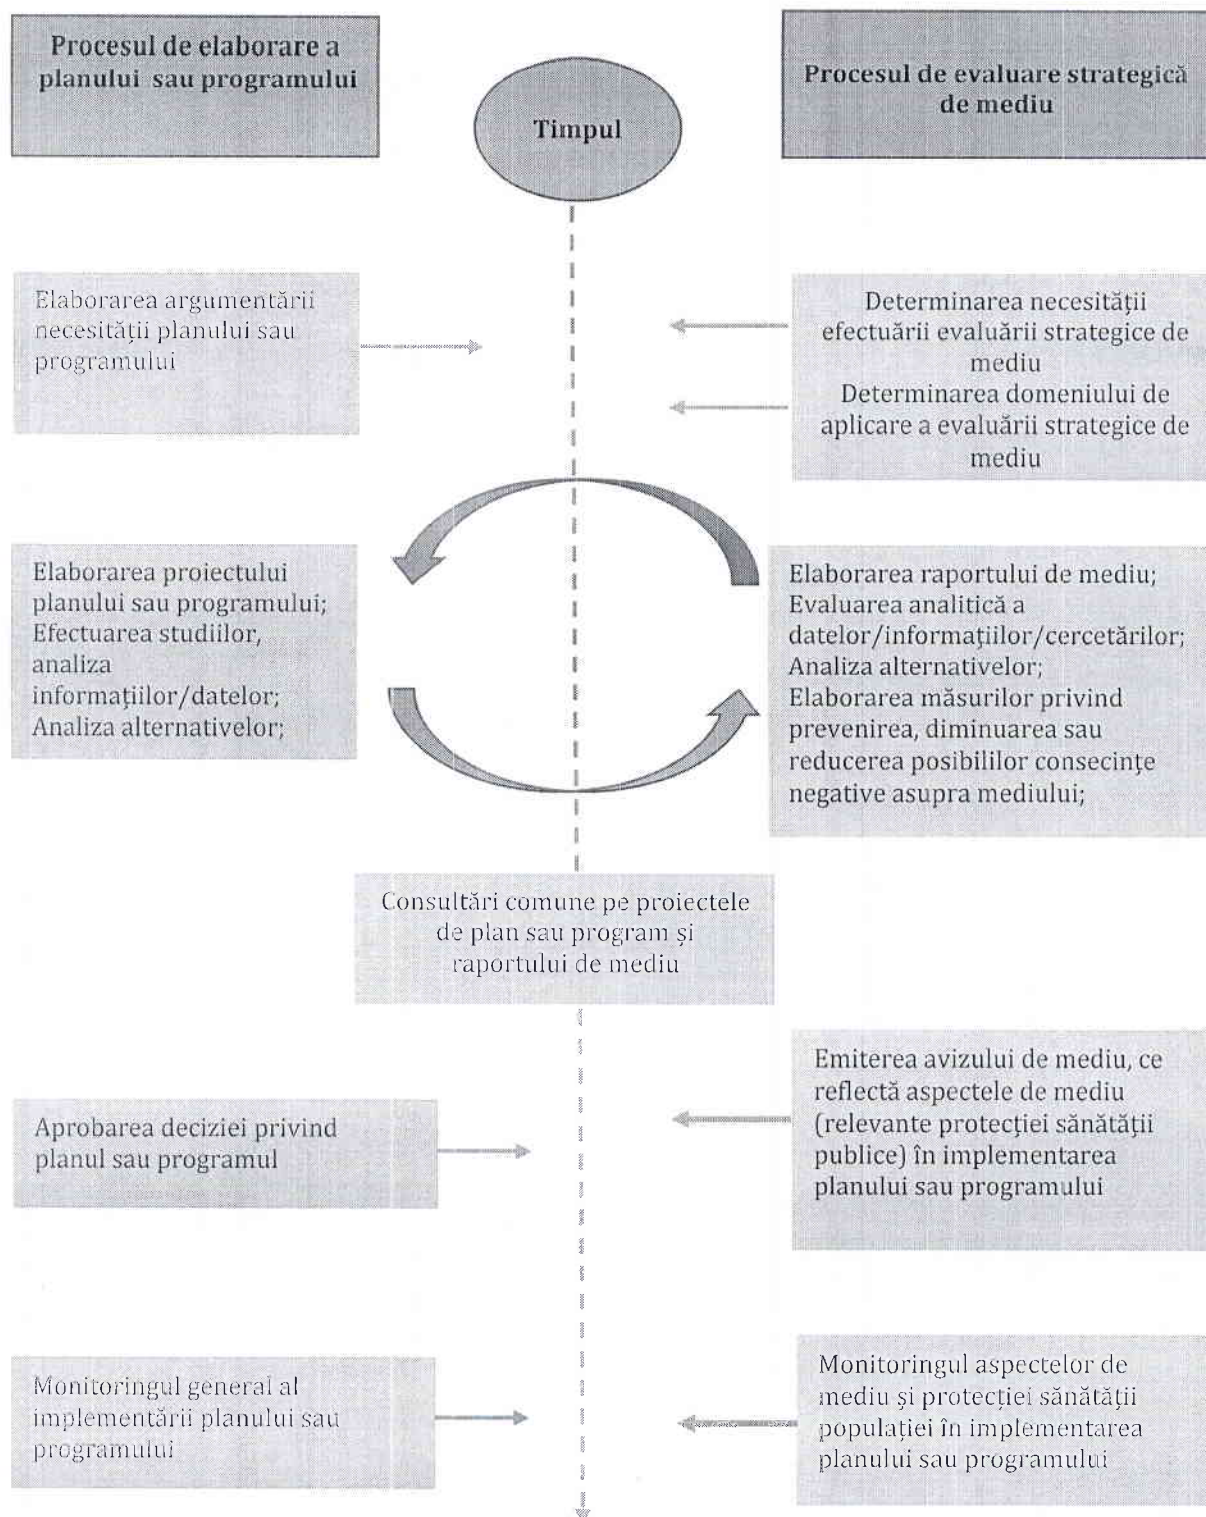 Procesul de elaborare a
planului sau programului
Timpul
Procesul de evaluare strategică
de mediu
Elaborarea argumentării
necesității planului sau
programului
Determinarea necesității
efectuării evaluării strategice de
mediu
Determinarea domeniului de
aplicare a evaluării strategice de
mediu
Elaborarea proiectului
planului sau programului;
Efectuarea studiilor,
analiza
informațiilor/datelor;
Analiza alternativelor;
Elaborarea raportului de mediu;
Evaluarea analitică a
datelor/informațiilor/cercetărilor;
Analiza alternativelor;
Elaborarea măsurilor privind
prevenirea, diminuarea sau
reducerea posibililor consecințe
negative asupra mediului;
Consultări comune pe proiectele
de plan sau program și
raportului de mediu
Aprobarea deciziei privind
planul sau programul
Emiterea avizului de mediu, ce
reflectă aspectele de mediu
(relevante protecției sănătății
publice) în implementarea
planului sau programului
Monitoringul general al
implementării planului sau
programului
Monitoringul aspectelor de
mediu și protecției sănătății
populației în implementarea
planului sau programului